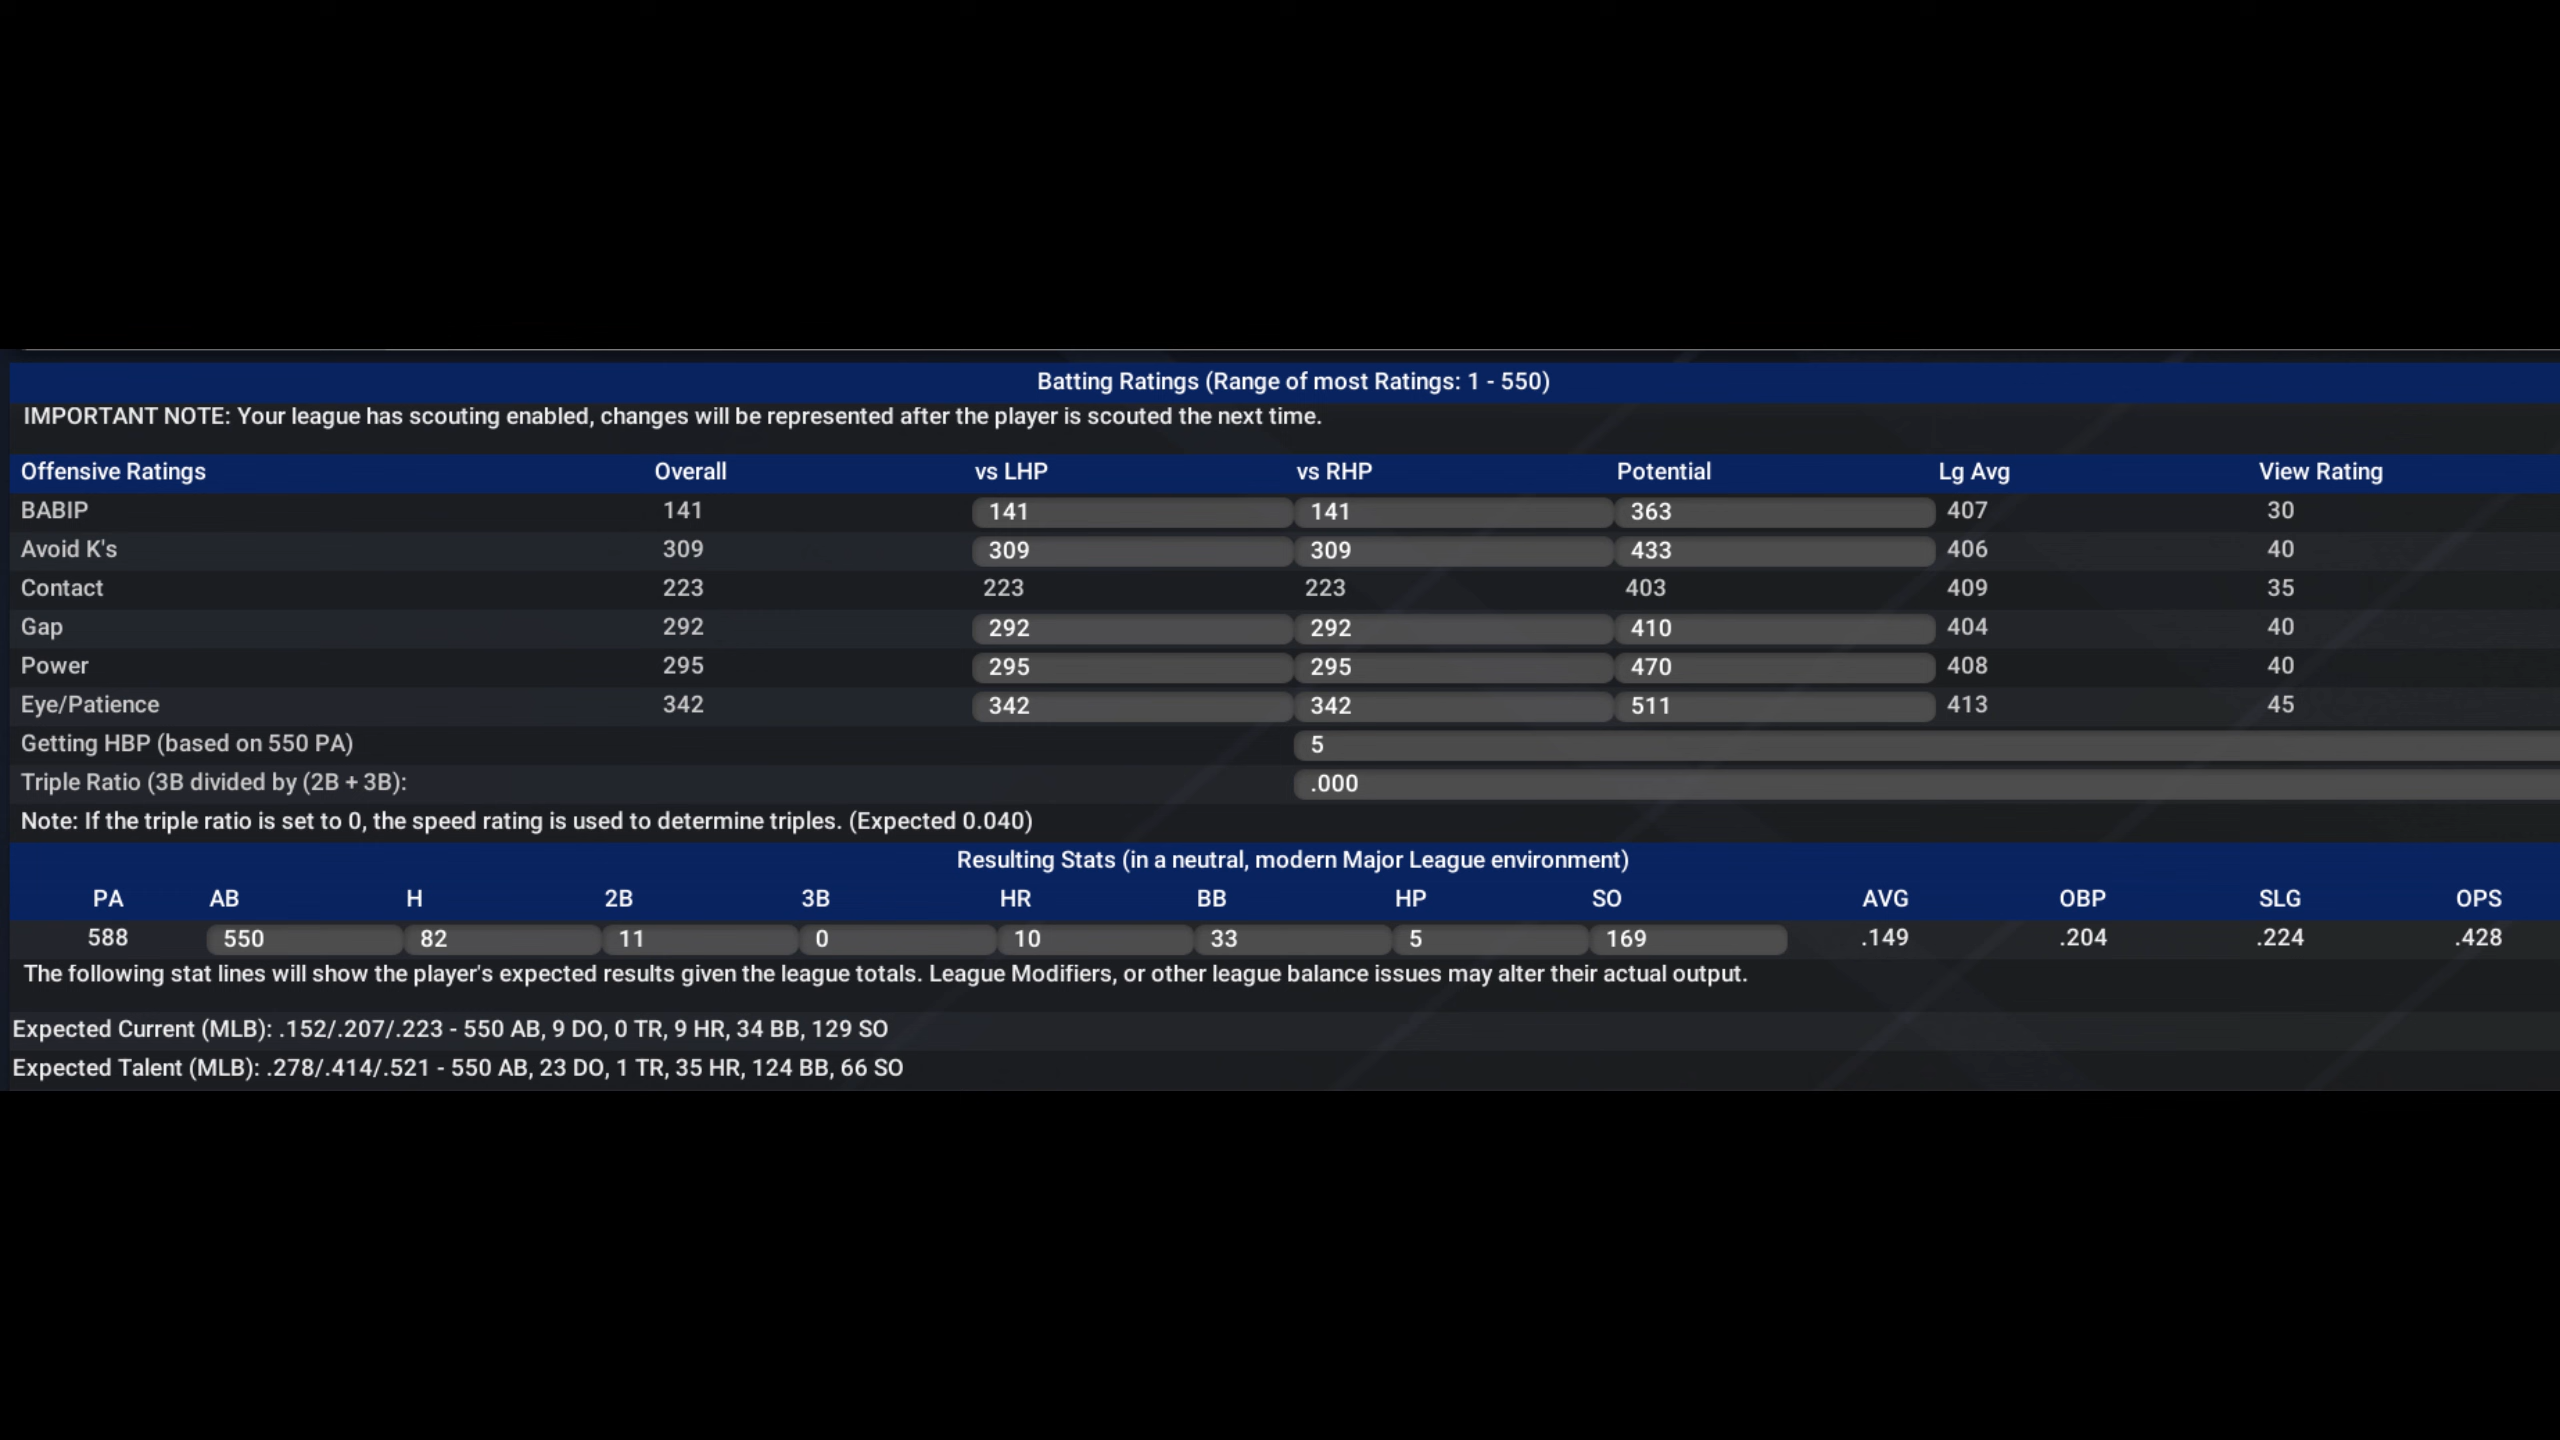 Batting Ratings (Range of most Ratings: 1 - 550)
IMPORTANT NOTE: Your league has scouting enabled, changes will be represented after the player is scouted the next time.
Offensive Ratings Overall vs LHP vs RHP Potential Lg Avg View Rating
BABIP 141 141 141 363 407 30
Avoid K's 309 309 309 433 406 40
Contact 223 223 223 403 409 35
Gap 292 292 292 410 404 40
Power 295 295 295 470 408 40
Eye/Patience 342 342 342 511 413 45
Getting HBP (based on 550 PA) 5
Triple Ratio (3B divided by (2B + 3B): .000
Note: If the triple ratio is set to 0, the speed rating is used to determine triples. (Expected 0.040)
Resulting Stats (in a neutral, modern Major League environment)
PA AB H 2B 3B HR BB HP SO AVG OBP SLG OPS
588 550 82 11 0 10 33 5 169 .149 .204 .224 .428
The following stat lines will show the player's expected results given the league totals. League Modifiers, or other league balance issues may alter their actual output.
Expected Current (MLB): .152/.207/.223 - 550 AB, 9 DO, 0 TR, 9 HR, 34 BB, 129 SO
Expected Talent (MLB): .278/.414/.521 - 550 AB, 23 DO, 1 TR, 35 HR, 124 BB, 66 SO